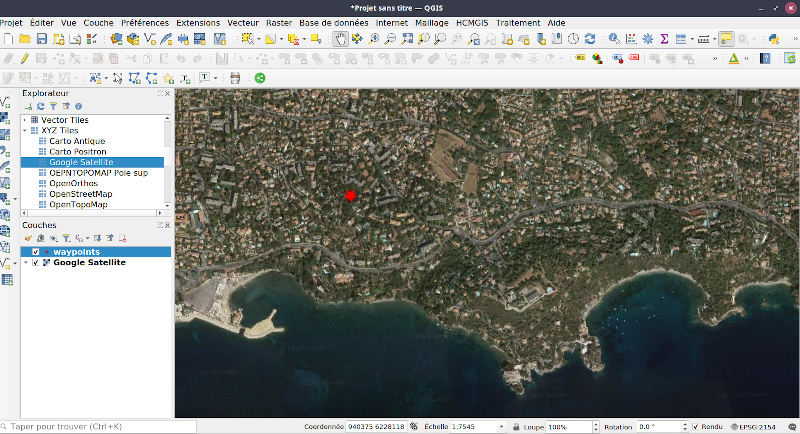 *Projet sans titre — QGIS
Projet Éditer Vue Couche Préférences Extensions Vecteur Raster Base de données Internet Maillage HCMGIS Traitement Aide
Explorateur
Vector Tiles
XYZ Tiles
Carto Antique
Carto Positron
Google Satellite
OEPNTOPOMAP Pole sup
OpenOrthos
OpenStreetMap
OpenTopoMap
Couches
waypoints
Google Satellite
Taper pour trouver (Ctrl+K) Coordonnée 940375 6228118 Échelle 1:7545 Loupe 100% Rotation 0,0 ° Rendu EPSG:2154